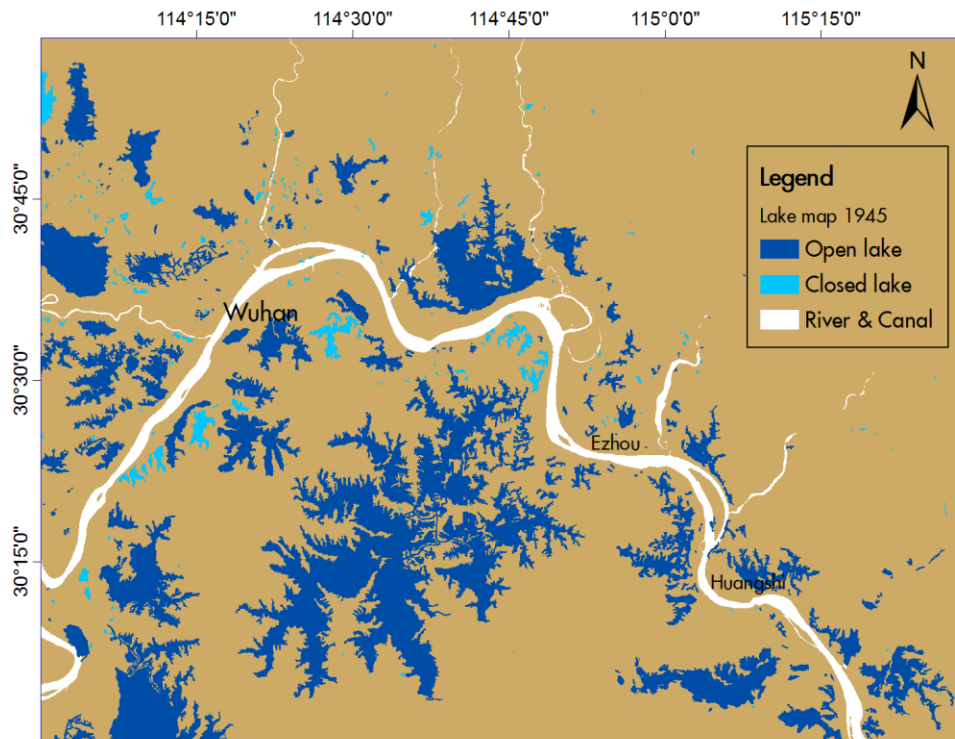 114°15'0" 114°30'0" 114°45'0" 115°0'0" 115°15'0"
N
30°45'0"
30°30'0"
30°15'0"
Legend
Lake map 1945
Open lake
Closed lake
River & Canal
Wuhan
Ezhou
Huangshi